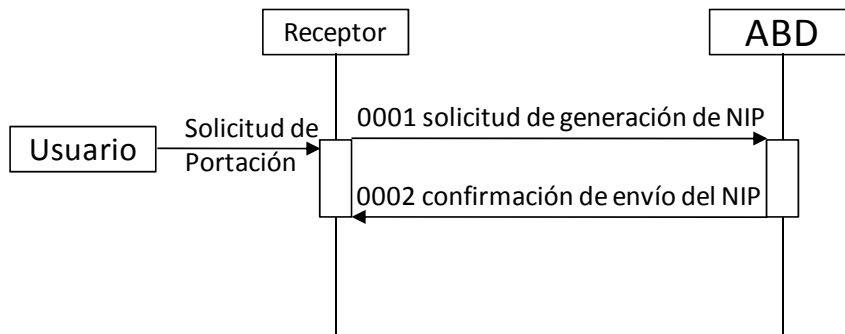 Receptor
ABD
Usuario
Solicitud de
Portación
0001 solicitud de generación de NIP
0002 confirmación de envío del NIP